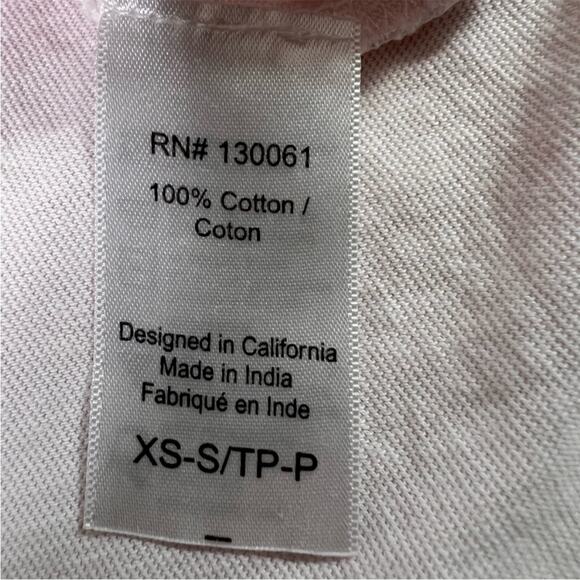 RN# 130061
100% Cotton /
Coton
Designed in California
Made in India
Fabriqué en Inde
XS-S/TP-P